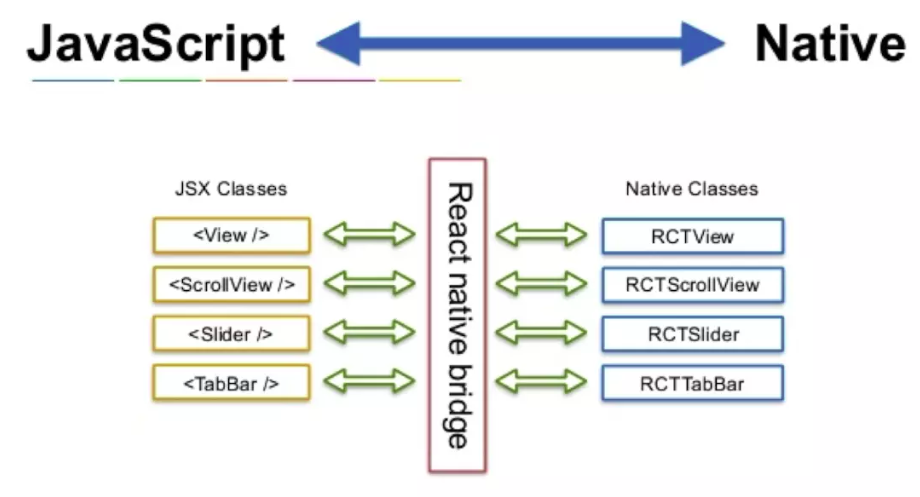 JavaScript
Native
JSX Classes
Native Classes
<View />
RCTView
<ScrollView />
RCTScrollView
<Slider />
RCTSlider
<TabBar />
RCTTabBar
React native bridge